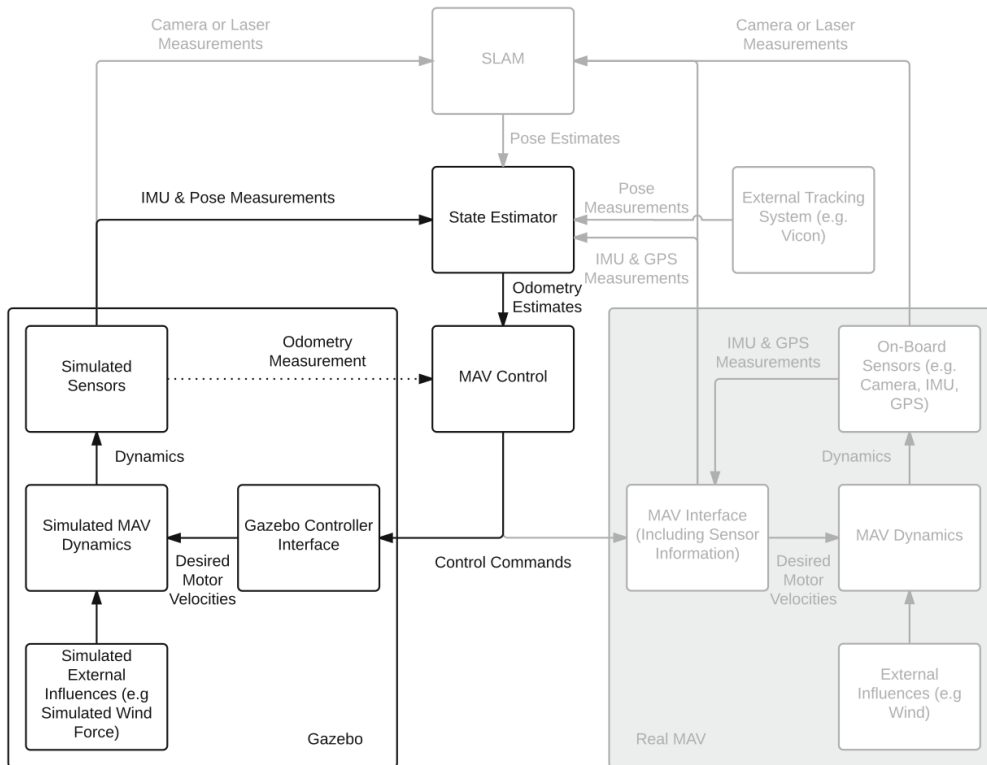 Camera or Laser
Measurements
SLAM
Camera or Laser
Measurements
Pose Estimates
IMU & Pose Measurements
State Estimator
Pose
Measurements
External Tracking
System (e.g.
Vicon)
IMU & GPS
Measurements
Odometry
Estimates
Simulated
Sensors
Odometry
Measurement
MAV Control
IMU & GPS
Measurements
On-Board
Sensors (e.g.
Camera, IMU,
GPS)
Dynamics
Dynamics
Simulated MAV
Dynamics
Desired
Motor
Velocities
Gazebo Controller
Interface
Control Commands
MAV Interface
(Including Sensor
Information)
Desired
Motor
Velocities
MAV Dynamics
Simulated
External
Influences (e.g
Simulated Wind
Force)
Gazebo
Real MAV
External
Influences (e.g
Wind)